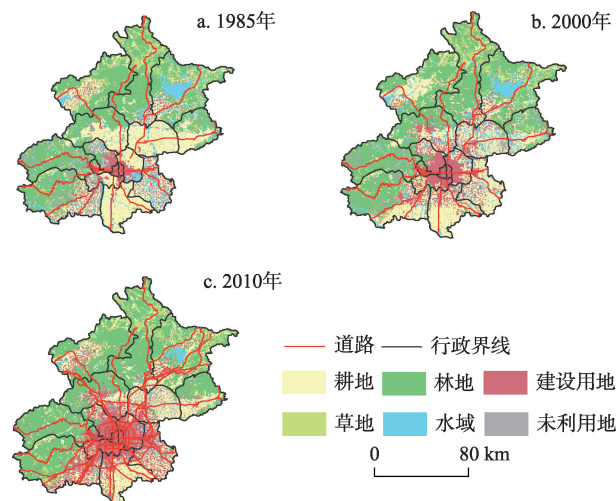 a. 1985年
b. 2000年
c. 2010年
道路 行政界线
耕地 林地 建设用地
草地 水域 未利用地
0 80 km